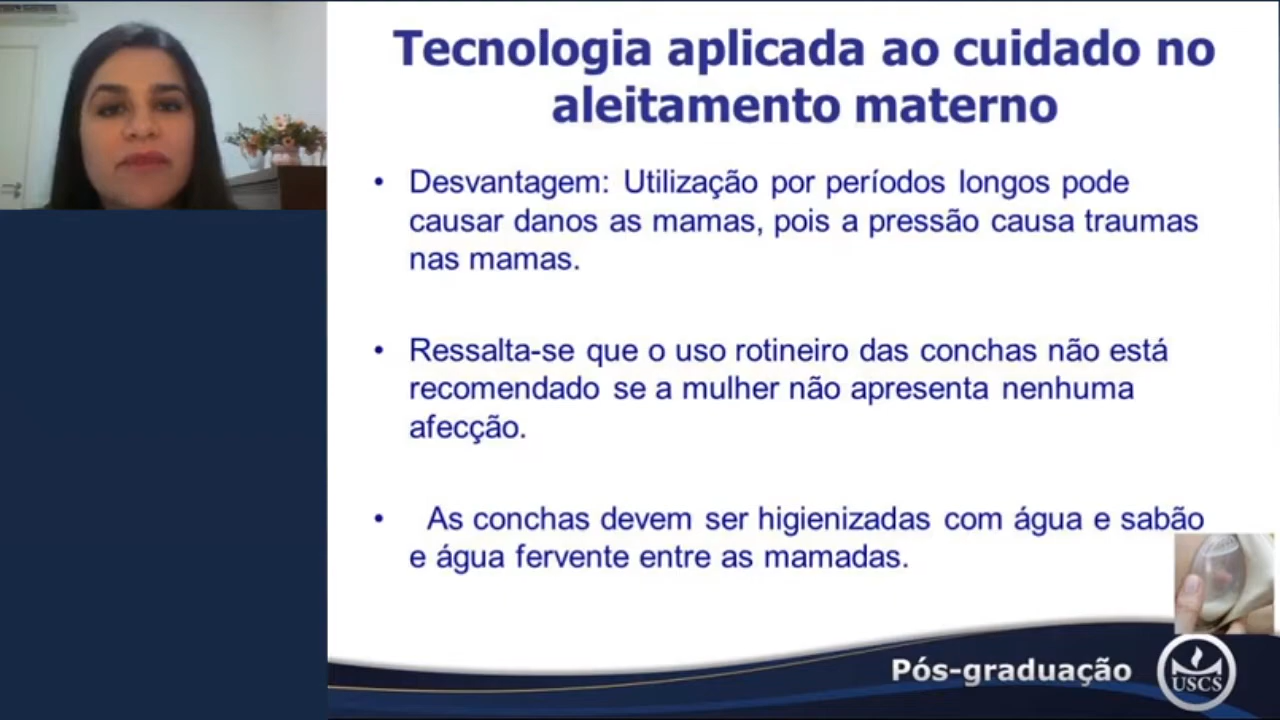 Tecnologia aplicada ao cuidado no
aleitamento materno
• Desvantagem: Utilização por períodos longos pode
causar danos as mamas, pois a pressão causa traumas
nas mamas.
• Ressalta-se que o uso rotineiro das conchas não está
recomendado se a mulher não apresenta nenhuma
afecção.
• As conchas devem ser higienizadas com água e sabão
e água fervente entre as mamadas.
Pós-graduação
USCS